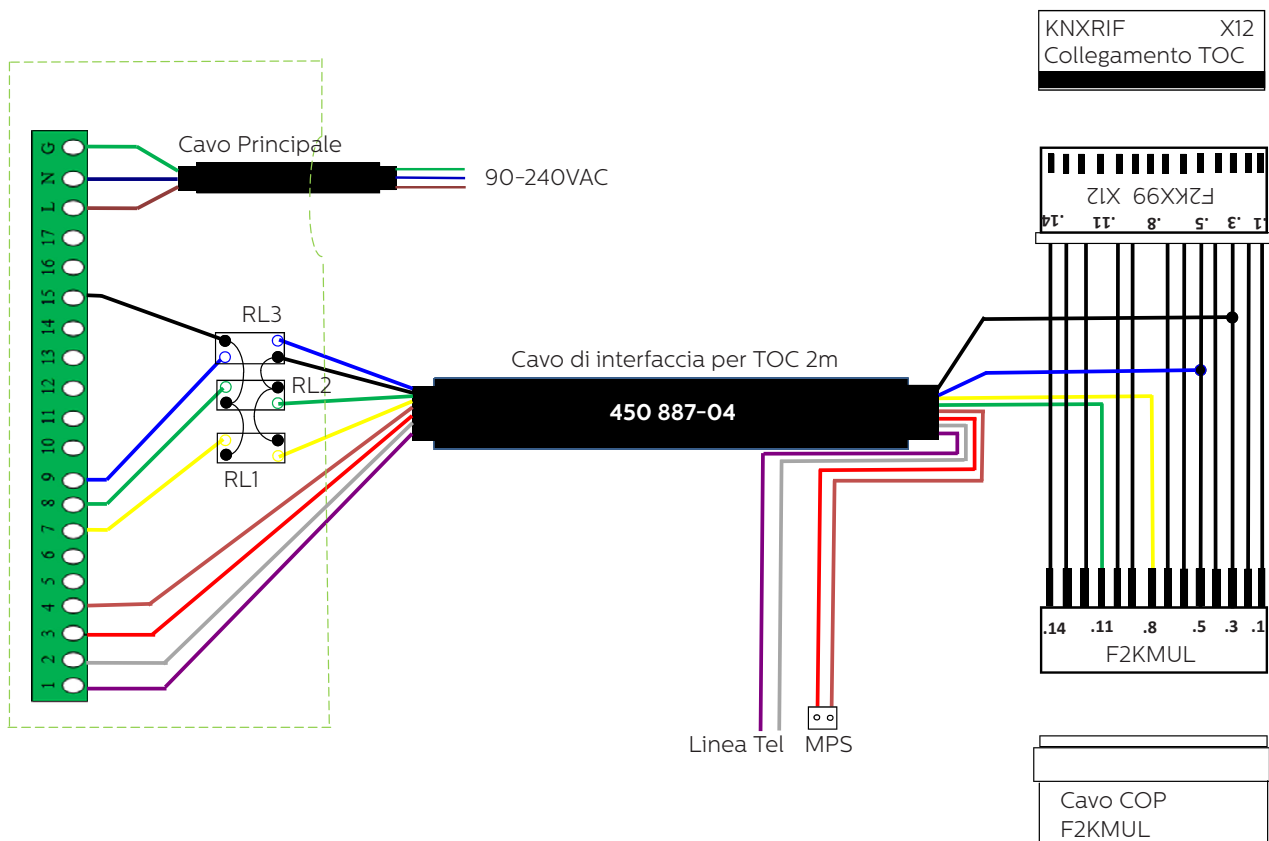 KNXRIF X12
Collegamento TOC
Cavo Principale
90-240VAC
G
N
L
17
16
15
14
13
12
11
10
9
8
7
6
5
4
3
2
1
RL3
RL2
RL1
Cavo di interfaccia per TOC 2m
450 887-04
F2KX99 X12
.14 .11 .8 .5 .3 .1
.14 .11 .8 .5 .3 .1
F2KMUL
Linea Tel
MPS
Cavo COP
F2KMUL